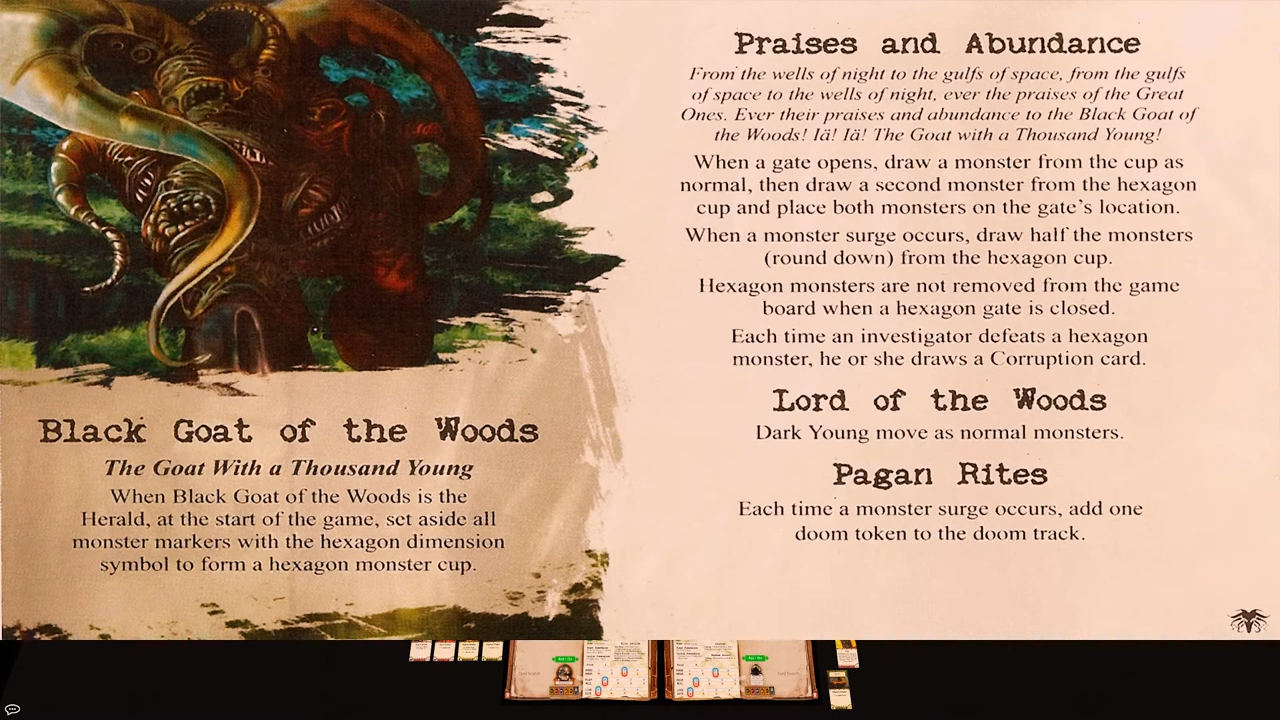 Black Goat of the Woods
The Goat With a Thousand Young
When Black Goat of the Woods is the
Herald, at the start of the game, set aside all
monster markers with the hexagon dimension
symbol to form a hexagon monster cup.
Praises and Abundance
From the wells of night to the gulfs of space, from the gulfs
of space to the wells of night, ever the praises of the Great
Ones. Ever their praises and abundance to the Black Goat of
the Woods! Iä! Iä! The Goat with a Thousand Young!
When a gate opens, draw a monster from the cup as
normal, then draw a second monster from the hexagon
cup and place both monsters on the gate's location.
When a monster surge occurs, draw half the monsters
(round down) from the hexagon cup.
Hexagon monsters are not removed from the game
board when a hexagon gate is closed.
Each time an investigator defeats a hexagon
monster, he or she draws a Corruption card.
Lord of the Woods
Dark Young move as normal monsters.
Pagan Rites
Each time a monster surge occurs, add one
doom token to the doom track.